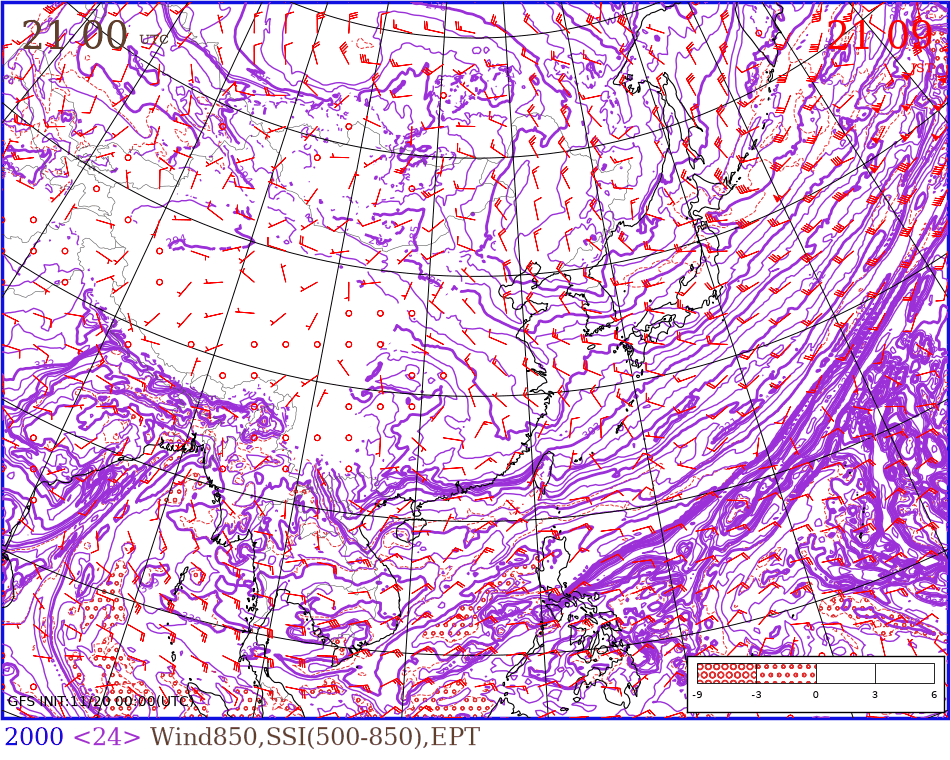 21 00 UTC 21 09
JST
GFS INIT:11/20 00:00(UTC)
-9 -3 0 3 6
2000 <24> Wind850,SSI(500-850),EPT